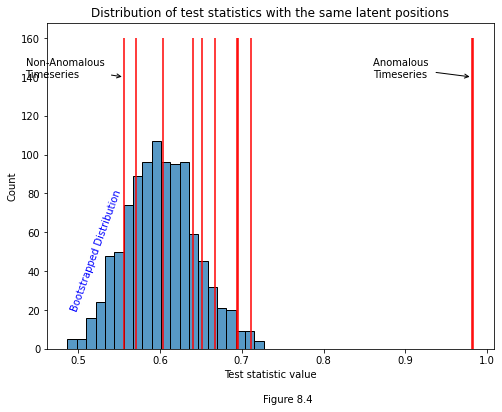 Distribution of test statistics with the same latent positions
160
140
120
100
80
60
40
20
0
Count
Non-Anomalous
Timeseries
Anomalous
Timeseries
Bootstrapped Distribution
0.5
0.6
0.7
0.8
0.9
1.0
Test statistic value
Figure 8.4